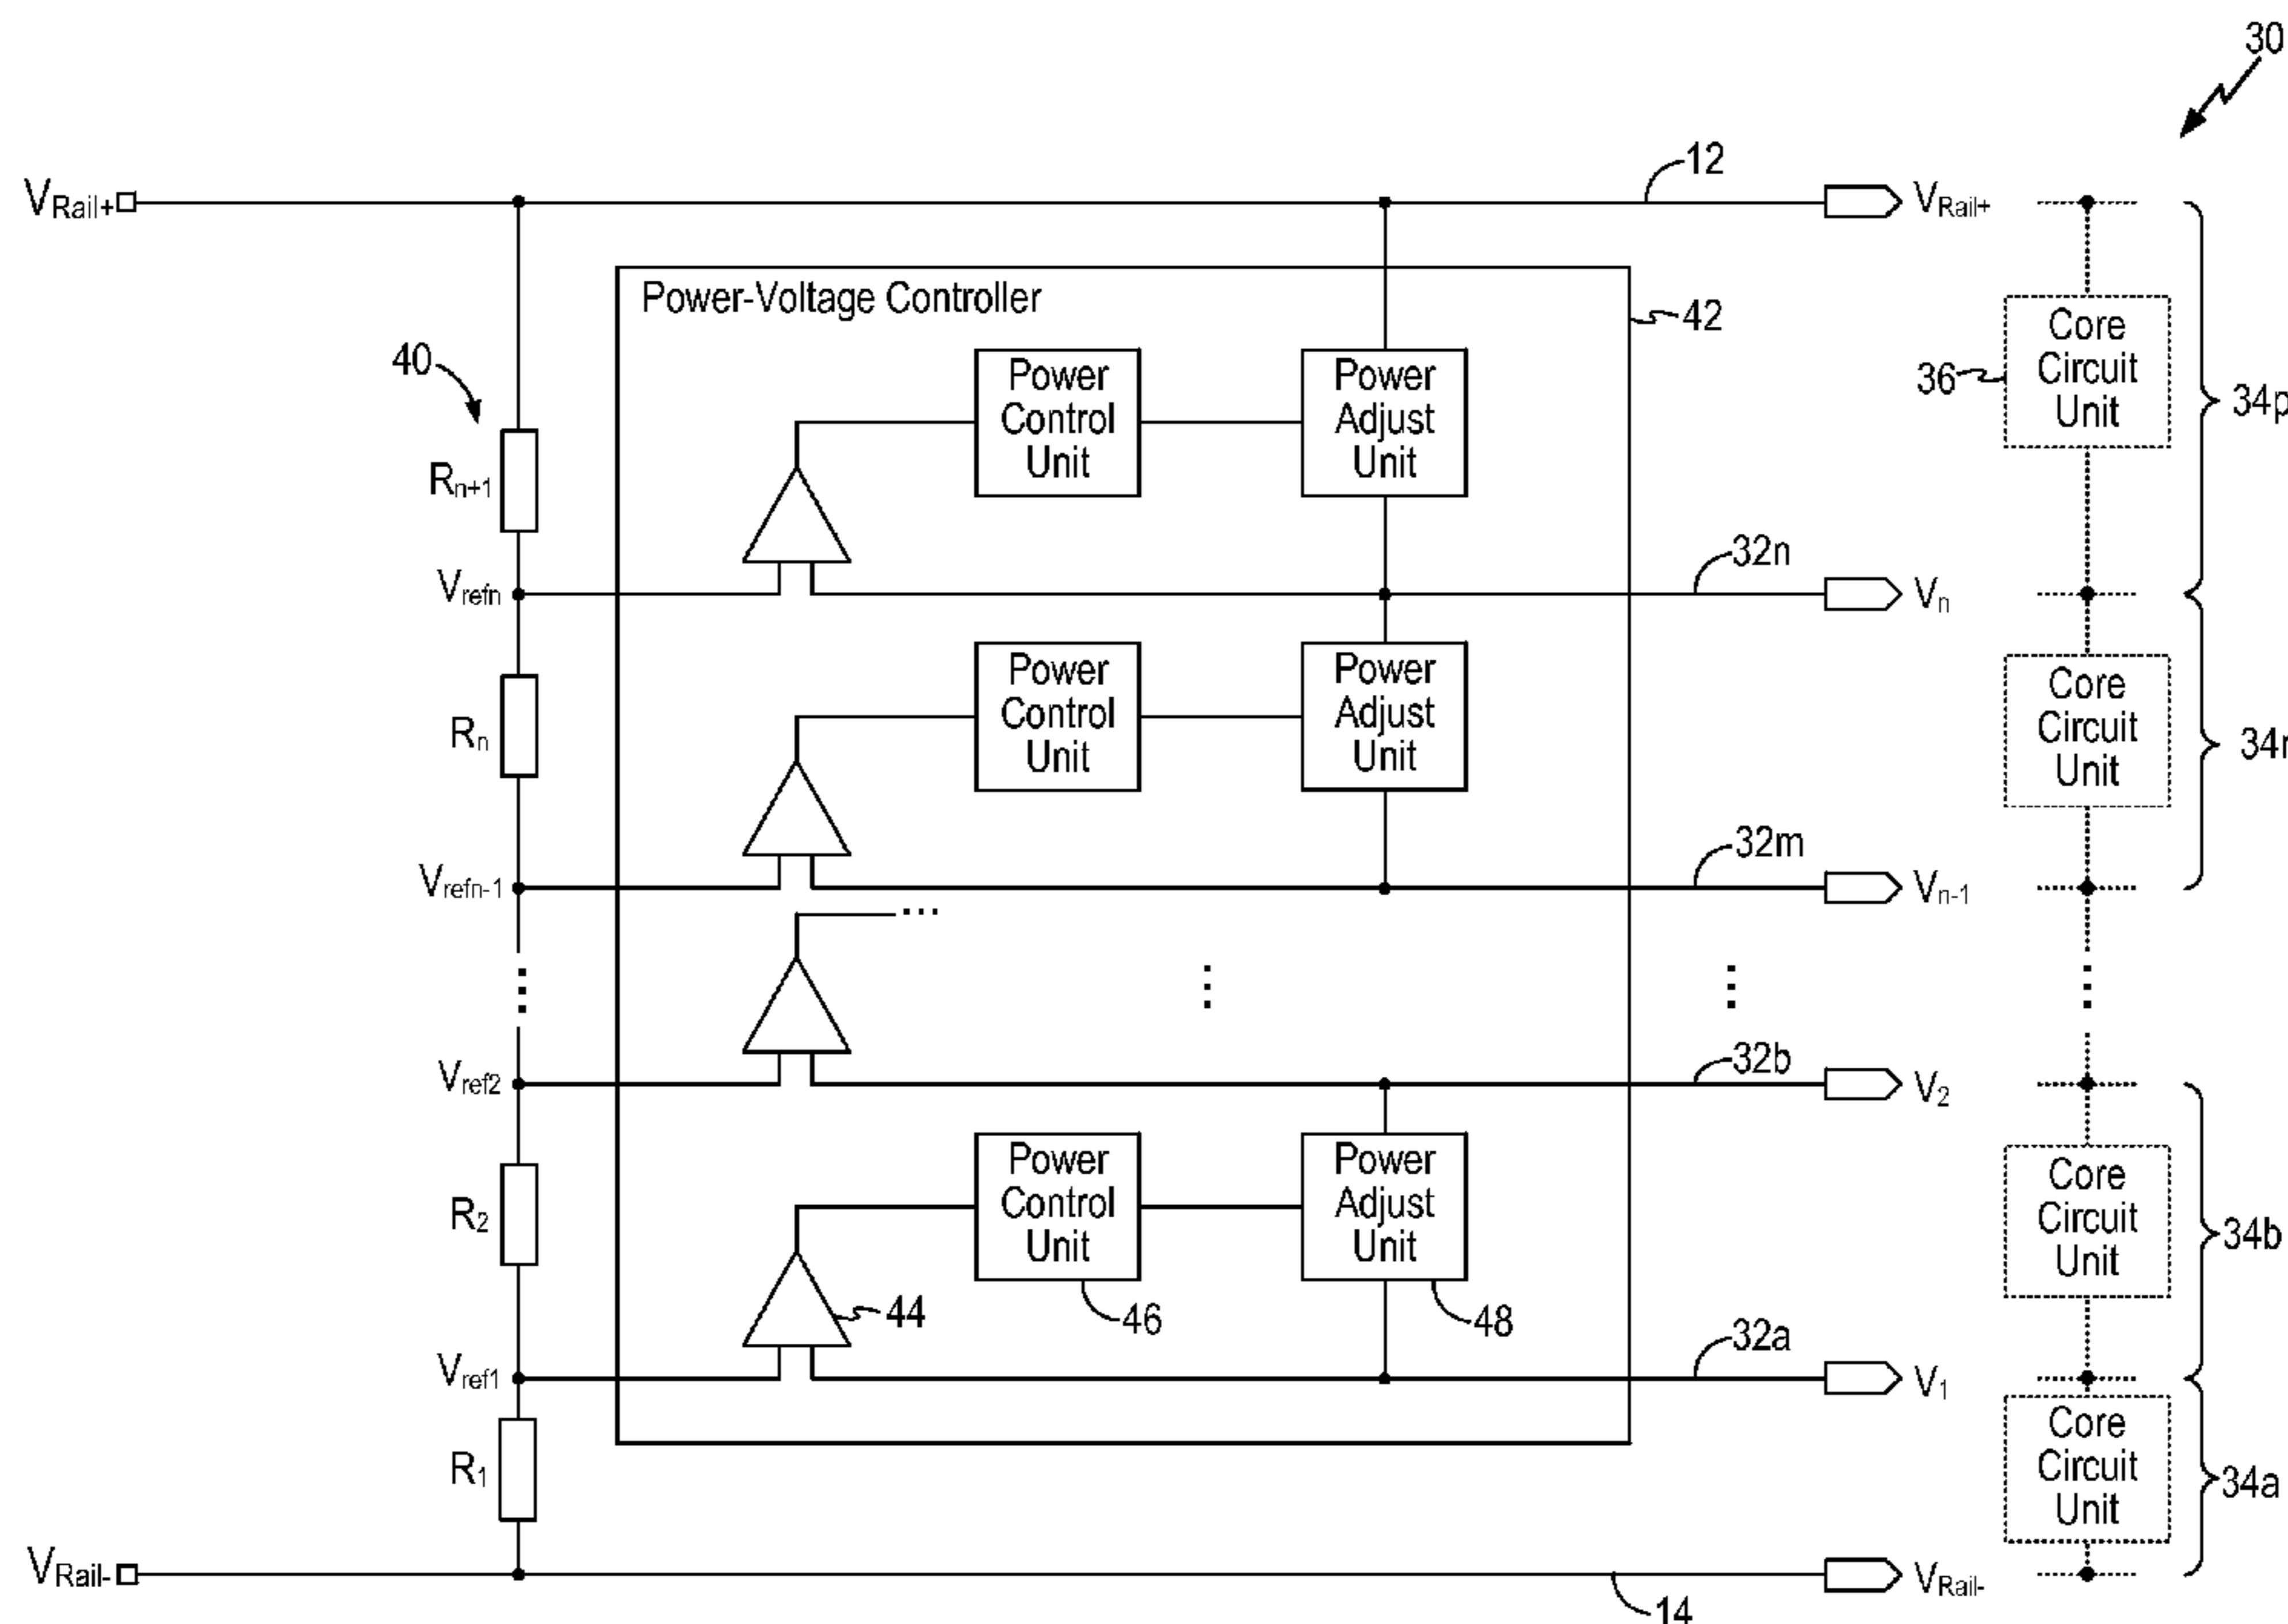 30
12
V_Rail+
V_Rail+
Power-Voltage Controller
42
40
Power
Control
Unit
Power
Adjust
Unit
36
Core
Circuit
Unit
34p
R_n+1
32n
V_refn
V_n
Power
Control
Unit
Power
Adjust
Unit
Core
Circuit
Unit
R_n
32m
V_refn-1
V_n-1
...
32b
V_ref2
V_2
Power
Control
Unit
Power
Adjust
Unit
Core
Circuit
Unit
34b
R_2
44
46
48
32a
V_ref1
V_1
Core
Circuit
Unit
34a
R_1
V_Rail-
V_Rail-
14